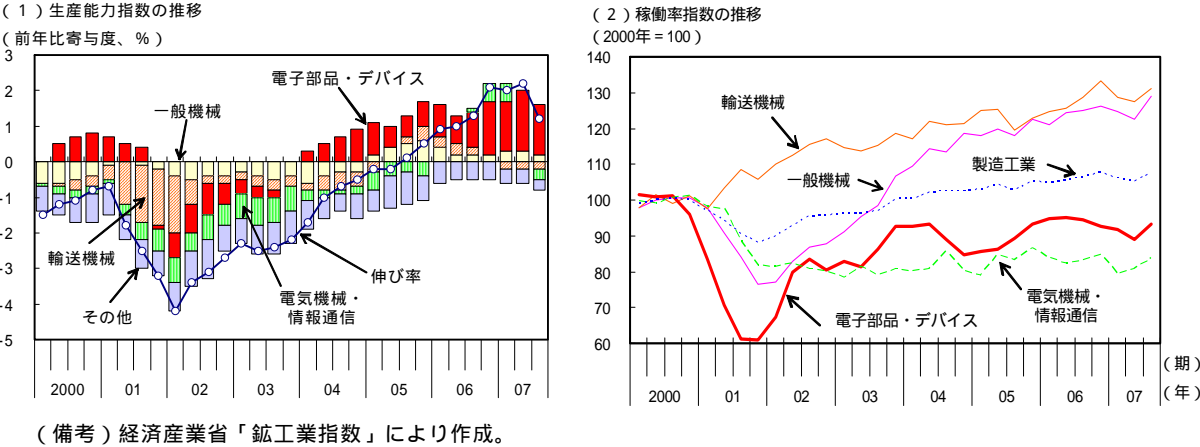 （１）生産能力指数の推移
（前年比寄与度、％）
3
2
1
0
-1
-2
-3
-4
-5
電子部品・デバイス
一般機械
輸送機械
その他
伸び率
電気機械・
情報通信
2000 01 02 03 04 05 06 07
（２）稼働率指数の推移
（2000年＝100）
140
130
120
110
100
90
80
70
60
輸送機械
一般機械
製造工業
電子部品・デバイス
電気機械・
情報通信
（期）
2000 01 02 03 04 05 06 07 （年）
（備考）経済産業省「鉱工業指数」により作成。